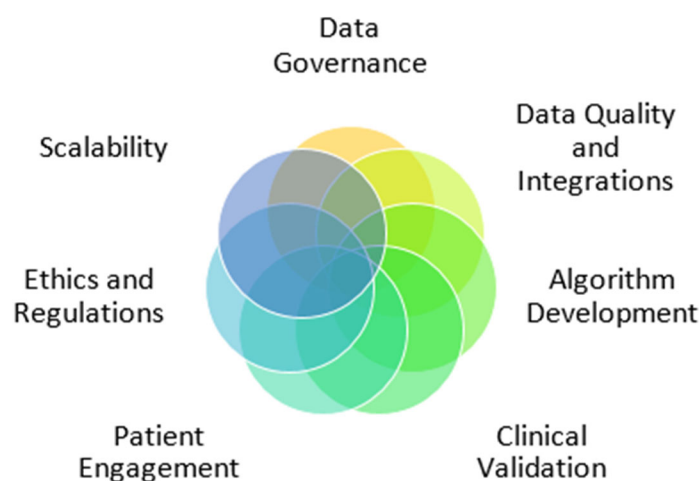 Data
Governance
Data Quality
and
Integrations
Scalability
Ethics and
Regulations
Algorithm
Development
Patient
Engagement
Clinical
Validation